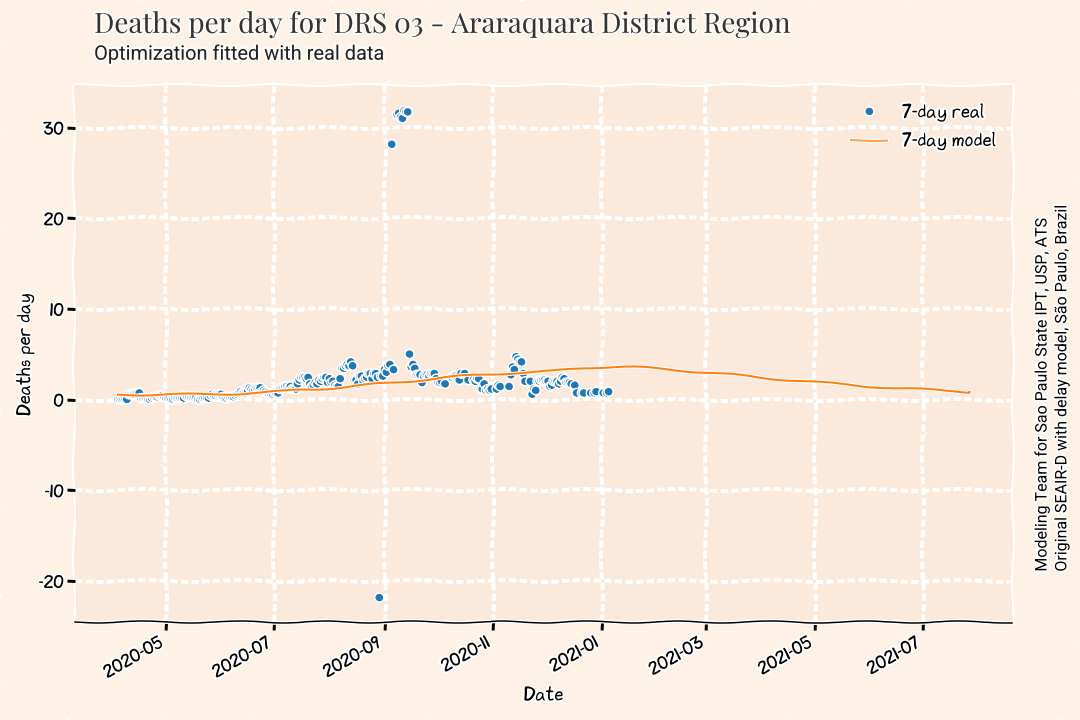 Deaths per day for DRS 03 - Araraquara District Region
Optimization fitted with real data
7-day real
7-day model
30
20
10
0
-10
-20
Deaths per day
2020-05
2020-07
2020-09
2020-11
2021-01
2021-03
2021-05
2021-07
Date
Modeling Team for Sao Paulo State IPT, USP, ATS
Original SEAIR-D with delay model, São Paulo, Brazil